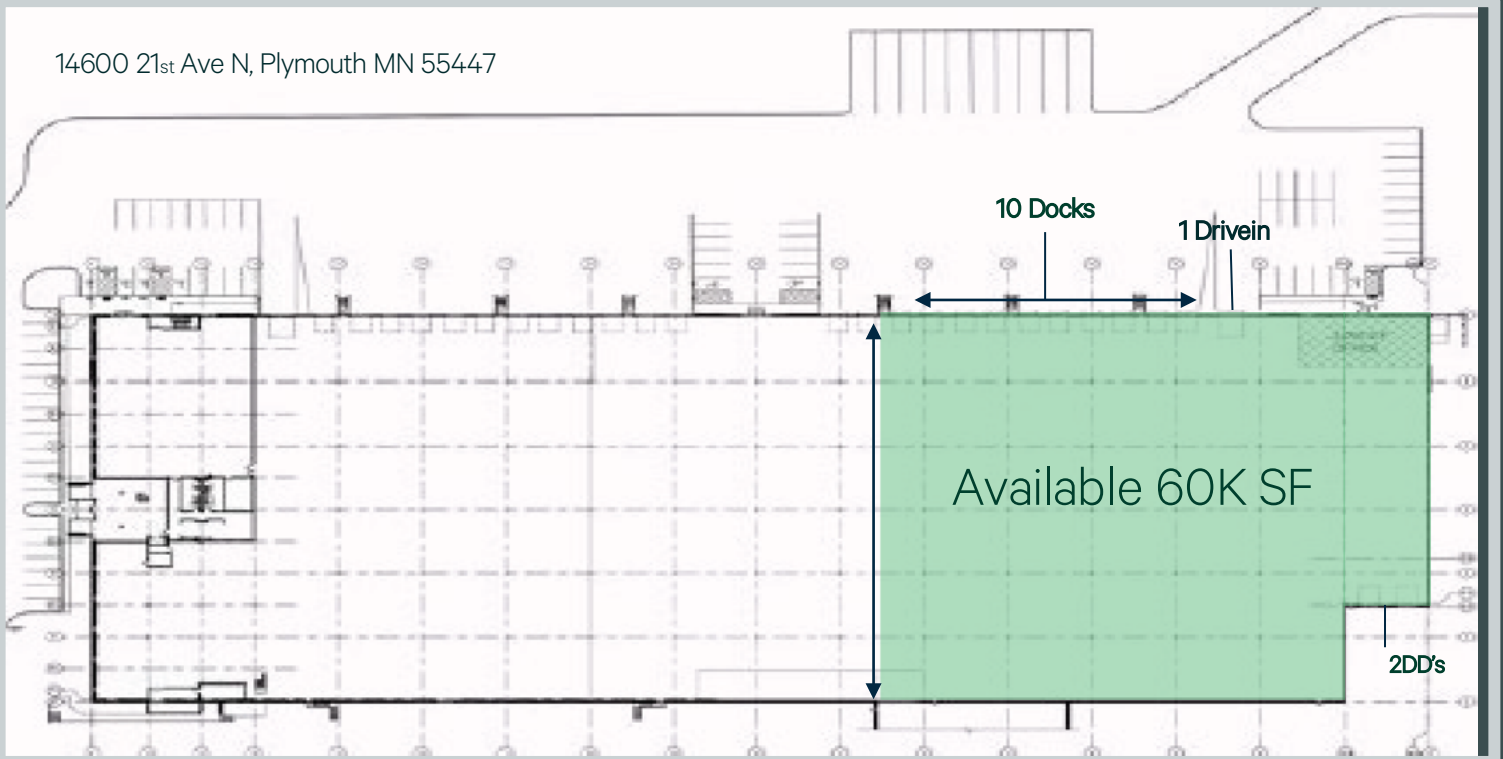 14600 21st Ave N, Plymouth MN 55447
10 Docks
1 Drivein
Available 60K SF
2DD's